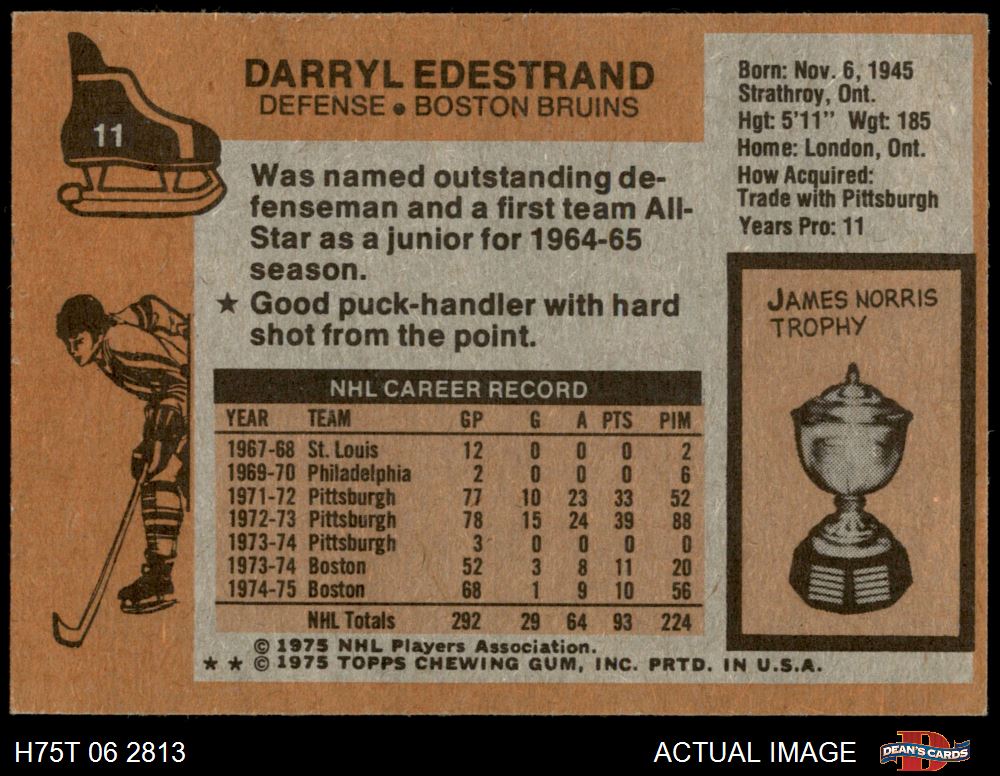 11
DARRYL EDESTRAND
DEFENSE • BOSTON BRUINS
Born: Nov. 6, 1945
Strathroy, Ont.
Hgt: 5'11" Wgt: 185
Home: London, Ont.
How Acquired:
Trade with Pittsburgh
Years Pro: 11
Was named outstanding de-
fenseman and a first team All-
Star as a junior for 1964-65
season.
★ Good puck-handler with hard
shot from the point.
JAMES NORRIS
TROPHY
NHL CAREER RECORD
YEAR TEAM GP G A PTS PIM
1967-68 St. Louis 12 0 0 0 2
1969-70 Philadelphia 2 0 0 0 6
1971-72 Pittsburgh 77 10 23 33 52
1972-73 Pittsburgh 78 15 24 39 88
1973-74 Pittsburgh 3 0 0 0 0
1973-74 Boston 52 3 8 11 20
1974-75 Boston 68 1 9 10 56
NHL Totals 292 29 64 93 224
© 1975 NHL Players Association.
★ ★ © 1975 TOPPS CHEWING GUM, INC. PRTD. IN U.S.A.
H75T 06 2813
ACTUAL IMAGE
DEAN'S CARDS